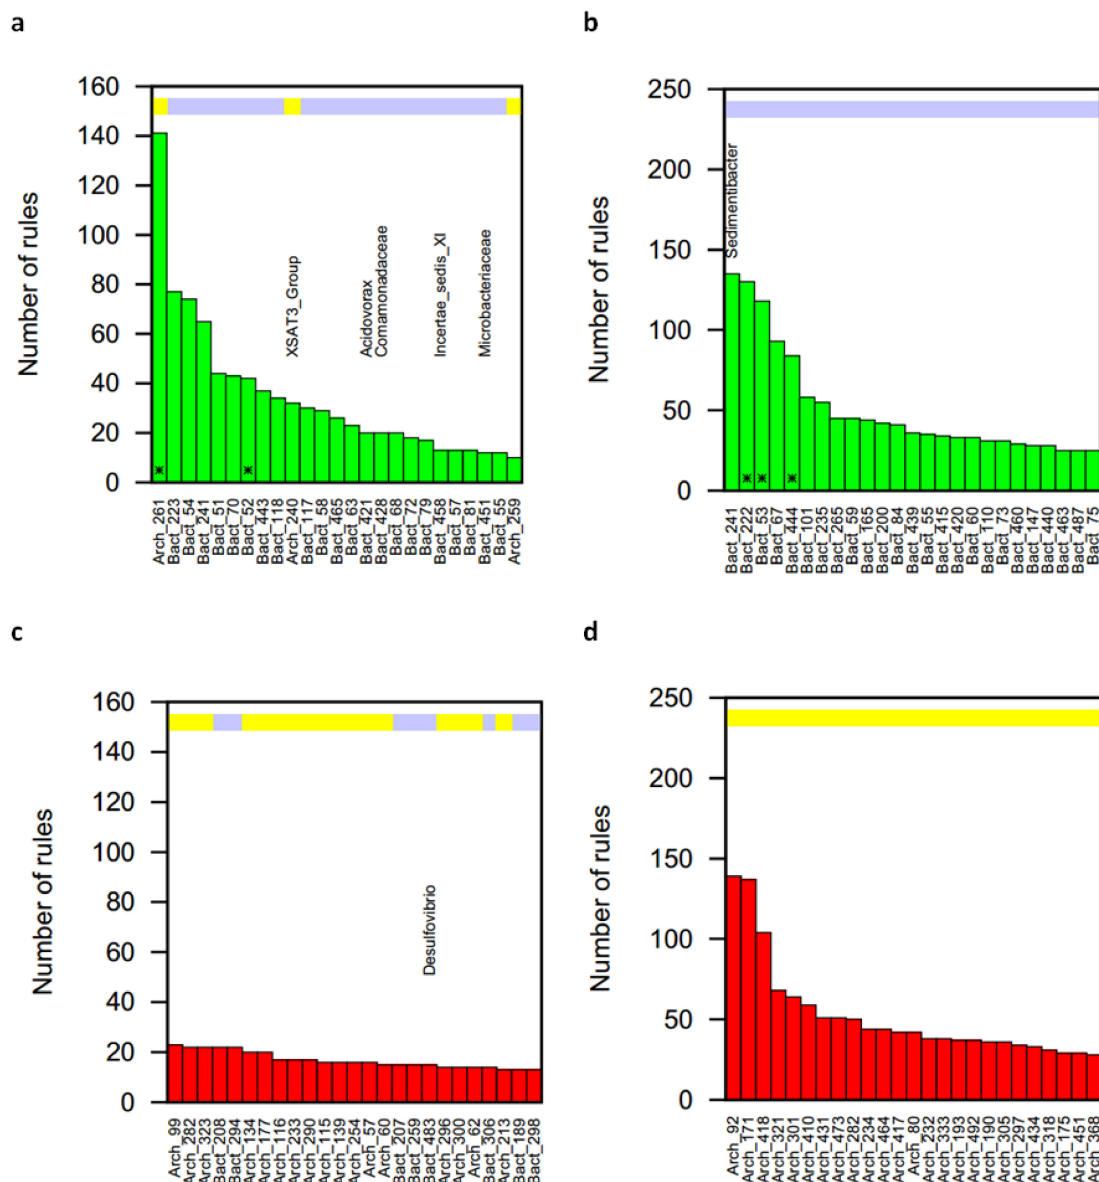 a
160
140
120
100
80
60
40
20
0
Number of rules
XSAT3_Group
Acidovorax
Comamonadaceae
Incertae_sedis_XI
Microbacteriaceae
Arch_261
Bact_223
Bact_54
Bact_241
Bact_51
Bact_70
Bact_52
Bact_443
Bact_118
Arch_240
Bact_117
Bact_58
Bact_465
Bact_63
Bact_421
Bact_428
Bact_68
Bact_72
Bact_79
Bact_458
Bact_57
Bact_81
Bact_451
Bact_55
Arch_259
b
250
200
150
100
50
0
Number of rules
Sedimentibacter
Bact_241
Bact_222
Bact_53
Bact_67
Bact_444
Bact_101
Bact_235
Bact_265
Bact_59
Bact_165
Bact_200
Bact_84
Bact_439
Bact_55
Bact_415
Bact_420
Bact_60
Bact_110
Bact_73
Bact_460
Bact_147
Bact_440
Bact_463
Bact_487
Bact_75
c
160
140
120
100
80
60
40
20
0
Number of rules
Desulfovibrio
Arch_99
Arch_282
Arch_323
Bact_208
Bact_294
Arch_134
Arch_177
Arch_116
Arch_233
Arch_290
Arch_115
Arch_139
Arch_254
Arch_57
Arch_60
Bact_207
Bact_259
Bact_483
Arch_296
Arch_300
Arch_62
Bact_306
Arch_213
Bact_189
Bact_298
d
250
200
150
100
50
0
Number of rules
Arch_92
Arch_171
Arch_418
Arch_321
Arch_301
Arch_410
Arch_431
Arch_473
Arch_282
Arch_234
Arch_464
Arch_417
Arch_80
Arch_232
Arch_333
Arch_193
Arch_492
Arch_190
Arch_305
Arch_297
Arch_434
Arch_318
Arch_175
Arch_451
Arch_368